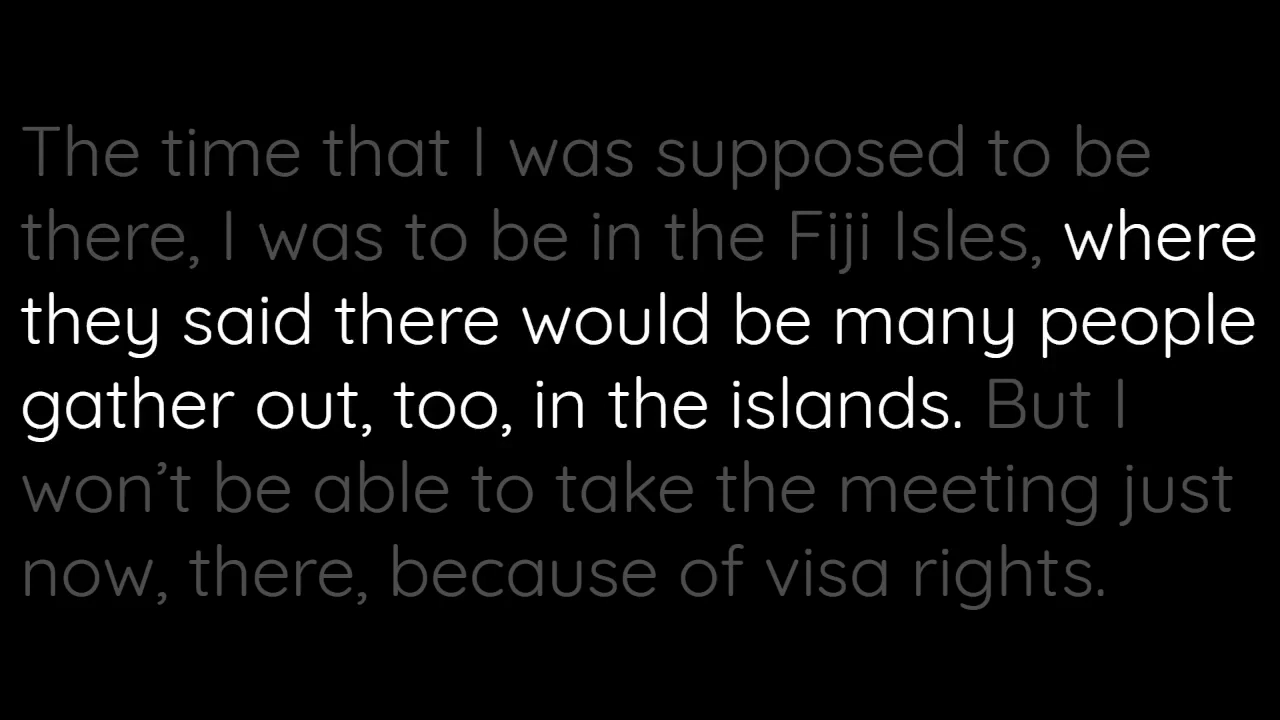 The time that I was supposed to be
there, I was to be in the Fiji Isles, where
they said there would be many people
gather out, too, in the islands. But I
won’t be able to take the meeting just
now, there, because of visa rights.